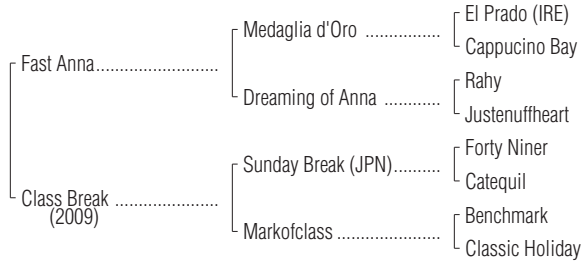 El Prado (IRE)
Medaglia d'Oro ..................
Cappucino Bay
Fast Anna.........................
Rahy
Dreaming of Anna ............
Justenuffheart
Forty Niner
Sunday Break (JPN)..........
Catequil
Class Break .....................
(2009)
Benchmark
Markofclass .....................
Classic Holiday